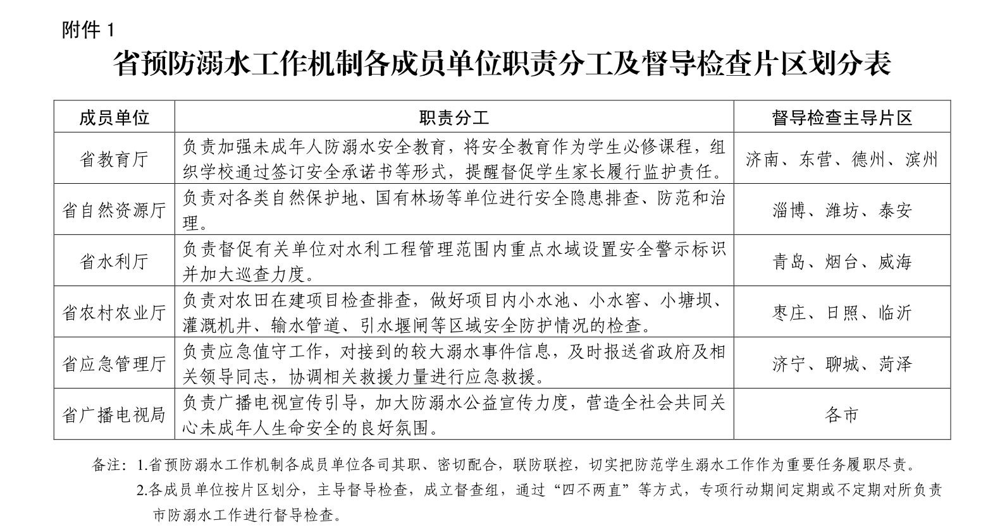 附件 1
省预防溺水工作机制各成员单位职责分工及督导检查片区划分表
成员单位 职责分工 督导检查主导片区
省教育厅
负责加强未成年人防溺水安全教育，将安全教育作为学生必修课程，组
织学校通过签订安全承诺书等形式，提醒督促学生家长履行监护责任。
济南、东营、德州、滨州
省自然资源厅
负责对各类自然保护地、国有林场等单位进行安全隐患排查、防范和治
理。
淄博、潍坊、泰安
省水利厅
负责督促有关单位对水利工程管理范围内重点水域设置安全警示标识
并加大巡查力度。
青岛、烟台、威海
省农村农业厅
负责对农田在建项目检查排查，做好项目内小水池、小水窖、小塘坝、
灌溉机井、输水管道、引水堰闸等区域安全防护情况的检查。
枣庄、日照、临沂
省应急管理厅
负责应急值守工作，对接到的较大溺水事件信息，及时报送省政府及相
关领导同志，协调相关救援力量进行应急救援。
济宁、聊城、菏泽
省广播电视局
负责广播电视宣传引导，加大防溺水公益宣传力度，营造全社会共同关
心未成年人生命安全的良好氛围。
各市
备注：1.省预防溺水工作机制各成员单位各司其职、密切配合，联防联控，切实把防范学生溺水工作作为重要任务履职尽责。
2.各成员单位按片区划分，主导督导检查，成立督查组，通过“四不两直”等方式，专项行动期间定期或不定期对所负责
市防溺水工作进行督导检查。